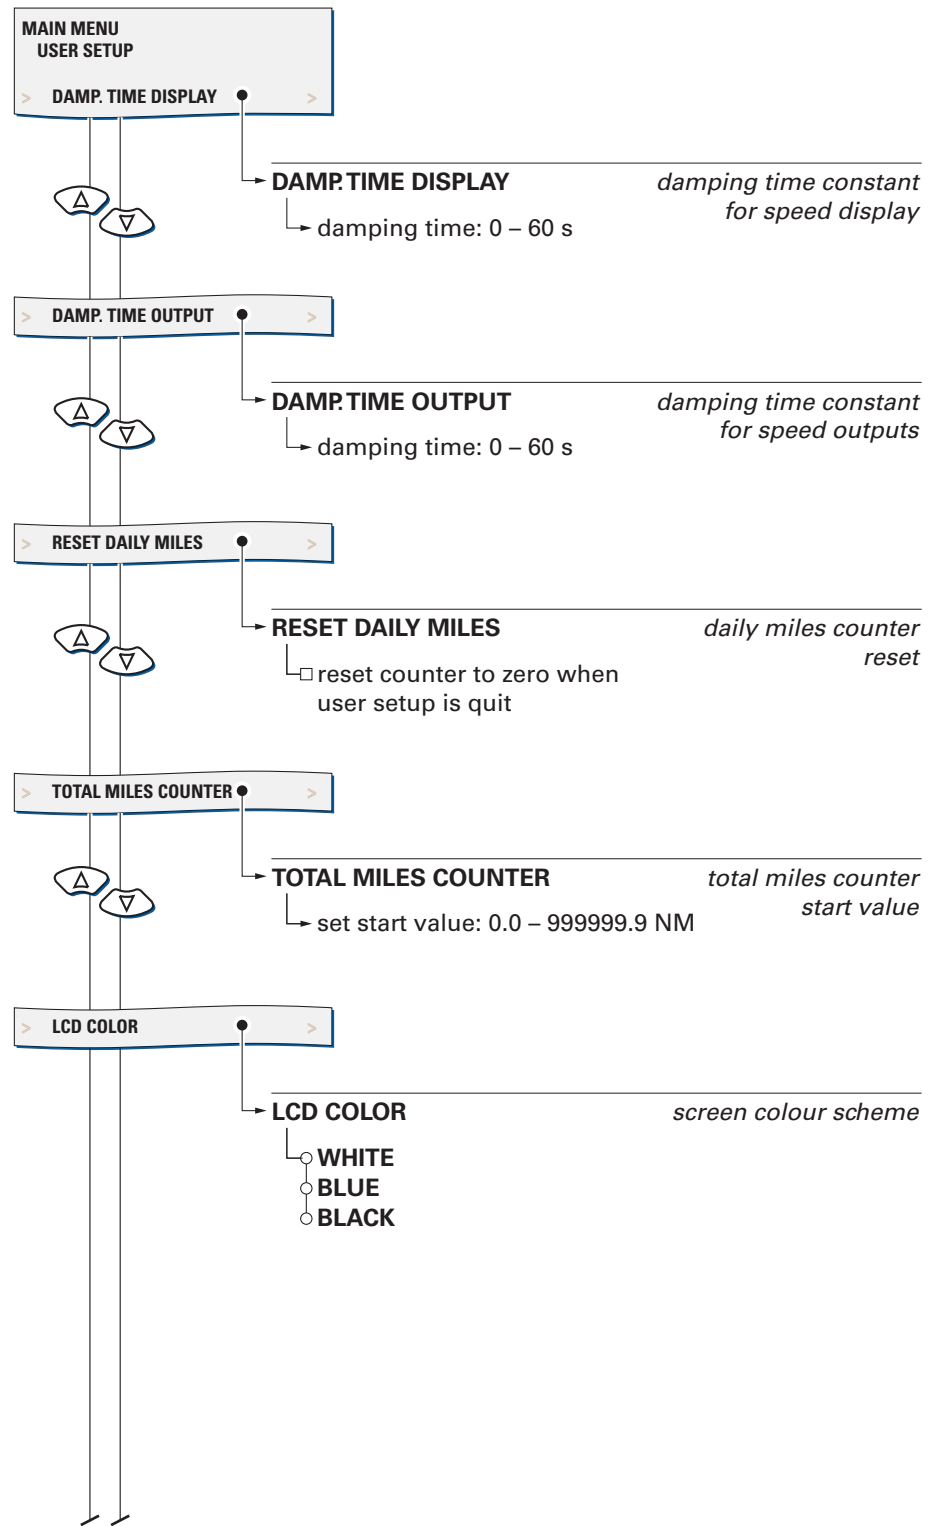 MAIN MENU
USER SETUP
> DAMP. TIME DISPLAY >
DAMP. TIME DISPLAY
damping time constant
for speed display
damping time: 0 – 60 s
> DAMP. TIME OUTPUT >
DAMP. TIME OUTPUT
damping time constant
for speed outputs
damping time: 0 – 60 s
> RESET DAILY MILES >
RESET DAILY MILES
daily miles counter
reset
reset counter to zero when
user setup is quit
> TOTAL MILES COUNTER >
TOTAL MILES COUNTER
total miles counter
start value
set start value: 0.0 – 999999.9 NM
> LCD COLOR >
LCD COLOR
screen colour scheme
WHITE
BLUE
BLACK